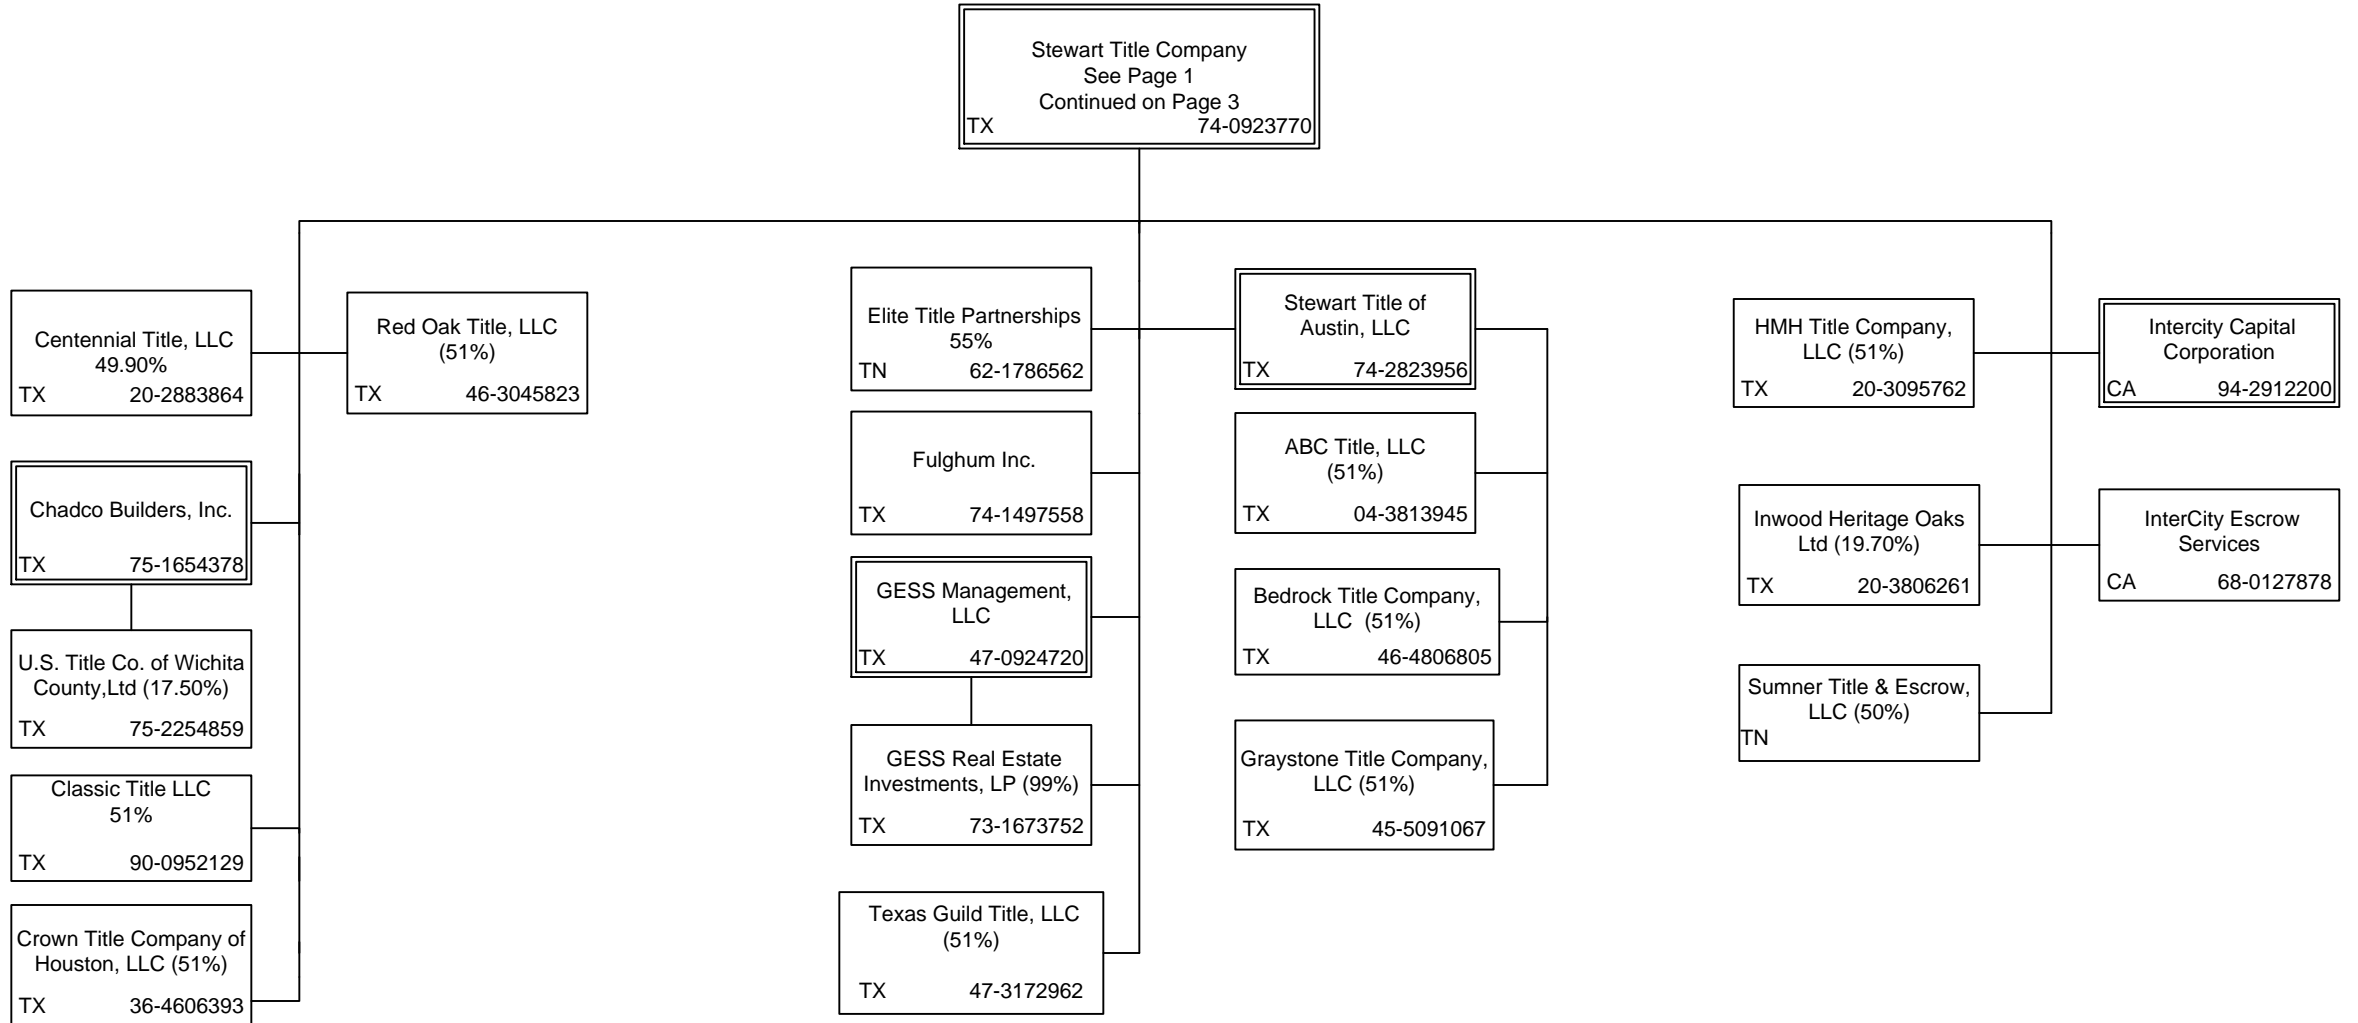 Stewart Title Company
See Page 1
Continued on Page 3
TX 74-0923770
Centennial Title, LLC
49.90%
TX 20-2883864
Red Oak Title, LLC
(51%)
TX 46-3045823
Chadco Builders, Inc.
TX 75-1654378
U.S. Title Co. of Wichita
County,Ltd (17.50%)
TX 75-2254859
Classic Title LLC
51%
TX 90-0952129
Crown Title Company of
Houston, LLC (51%)
TX 36-4606393
Elite Title Partnerships
55%
TN 62-1786562
Fulghum Inc.
TX 74-1497558
GESS Management,
LLC
TX 47-0924720
GESS Real Estate
Investments, LP (99%)
TX 73-1673752
Texas Guild Title, LLC
(51%)
TX 47-3172962
Stewart Title of
Austin, LLC
TX 74-2823956
ABC Title, LLC
(51%)
TX 04-3813945
Bedrock Title Company,
LLC (51%)
TX 46-4806805
Graystone Title Company,
LLC (51%)
TX 45-5091067
HMH Title Company,
LLC (51%)
TX 20-3095762
Inwood Heritage Oaks
Ltd (19.70%)
TX 20-3806261
Sumner Title & Escrow,
LLC (50%)
TN
Intercity Capital
Corporation
CA 94-2912200
InterCity Escrow
Services
CA 68-0127878